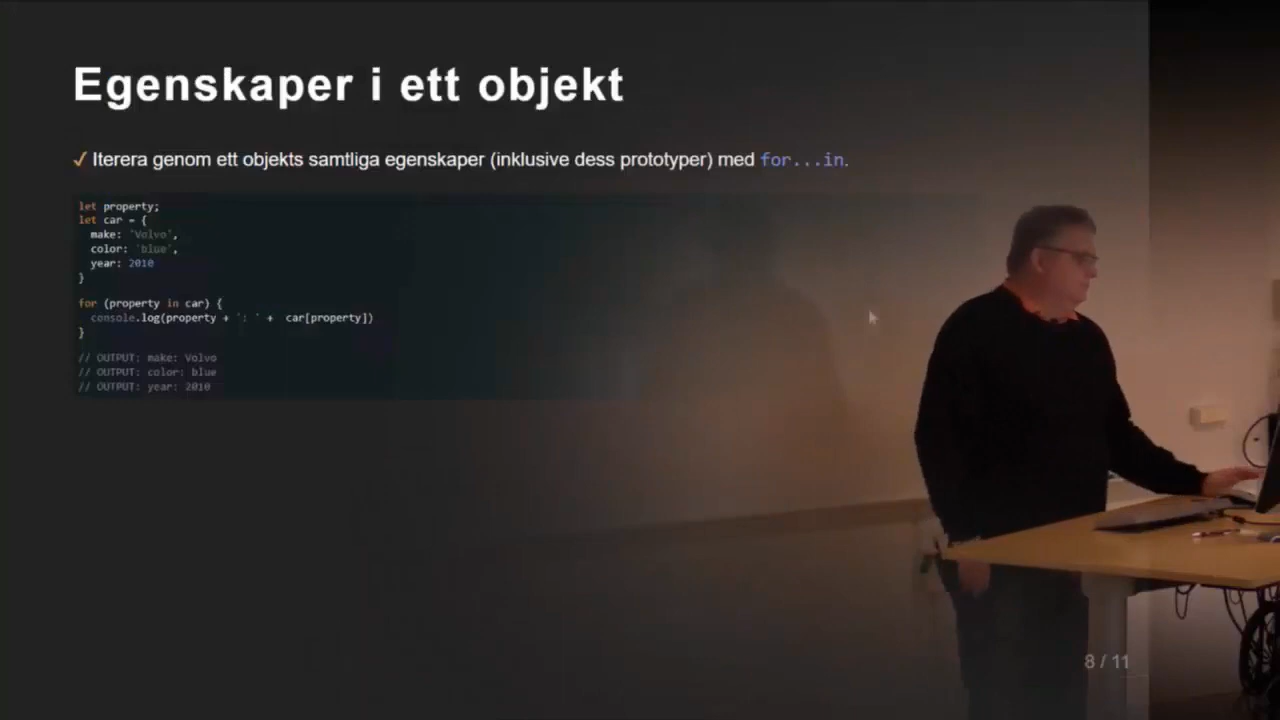 Egenskaper i ett objekt
✓ Iterera genom ett objekts samtliga egenskaper (inklusive dess prototyper) med for...in.
let property;
let car = {
  make: 'Volvo',
  color: 'blue',
  year: 2010
}
for (property in car) {
  console.log(property + ': ' +  car[property])
}
// OUTPUT: make: Volvo
// OUTPUT: color: blue
// OUTPUT: year: 2010
8 / 11